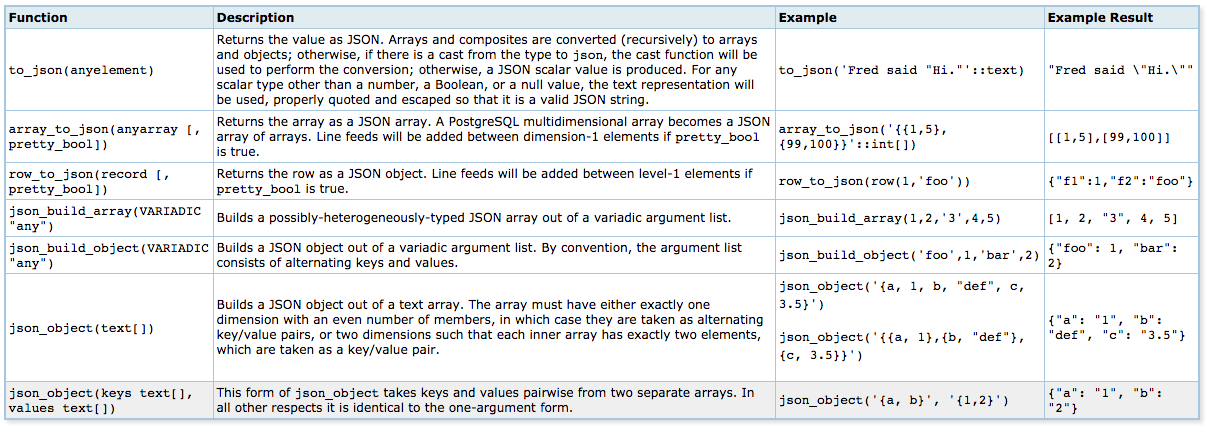 Function Description Example Example Result
to_json(anyelement)
Returns the value as JSON. Arrays and composites are converted (recursively) to arrays
and objects; otherwise, if there is a cast from the type to json, the cast function will be
used to perform the conversion; otherwise, a JSON scalar value is produced. For any
scalar type other than a number, a Boolean, or a null value, the text representation will
be used, properly quoted and escaped so that it is a valid JSON string.
to_json('Fred said "Hi."'::text)
"Fred said \"Hi.\""
array_to_json(anyarray [,
pretty_bool])
Returns the array as a JSON array. A PostgreSQL multidimensional array becomes a JSON
array of arrays. Line feeds will be added between dimension-1 elements if pretty_bool
is true.
array_to_json('{{1,5},
{99,100}}'::int[])
[[1,5],[99,100]]
row_to_json(record [,
pretty_bool])
Returns the row as a JSON object. Line feeds will be added between level-1 elements if
pretty_bool is true.
row_to_json(row(1,'foo'))
{"f1":1,"f2":"foo"}
json_build_array(VARIADIC
"any")
Builds a possibly-heterogeneously-typed JSON array out of a variadic argument list.
json_build_array(1,2,'3',4,5)
[1, 2, "3", 4, 5]
json_build_object(VARIADIC
"any")
Builds a JSON object out of a variadic argument list. By convention, the argument list
consists of alternating keys and values.
json_build_object('foo',1,'bar',2)
{"foo": 1, "bar":
2}
json_object(text[])
Builds a JSON object out of a text array. The array must have either exactly one
dimension with an even number of members, in which case they are taken as alternating
key/value pairs, or two dimensions such that each inner array has exactly two elements,
which are taken as a key/value pair.
json_object('{a, 1, b, "def", c,
3.5}')
json_object('{{a, 1},{b, "def"},
{c, 3.5}}')
{"a": "1", "b":
"def", "c": "3.5"}
json_object(keys text[],
values text[])
This form of json_object takes keys and values pairwise from two separate arrays. In
all other respects it is identical to the one-argument form.
json_object('{a, b}', '{1,2}')
{"a": "1", "b":
"2"}